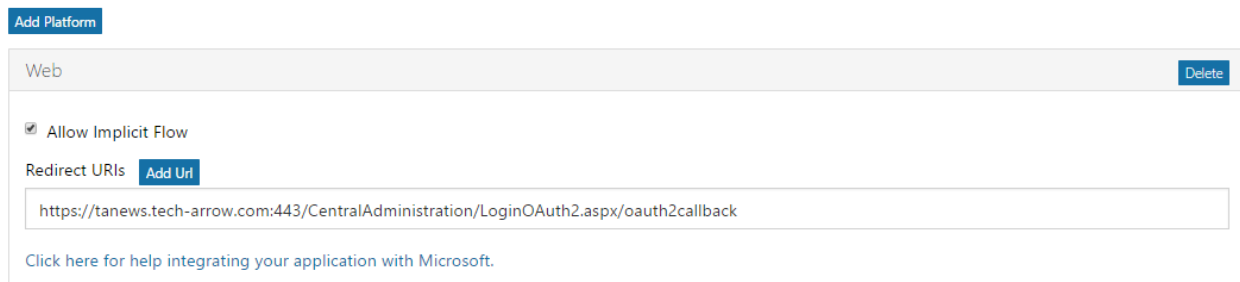 Add Platform
Web
Delete
Allow Implicit Flow
Redirect URIs Add Url
https://tanews.tech-arrow.com:443/CentralAdministration/LoginOAuth2.aspx/oauth2callback
Click here for help integrating your application with Microsoft.